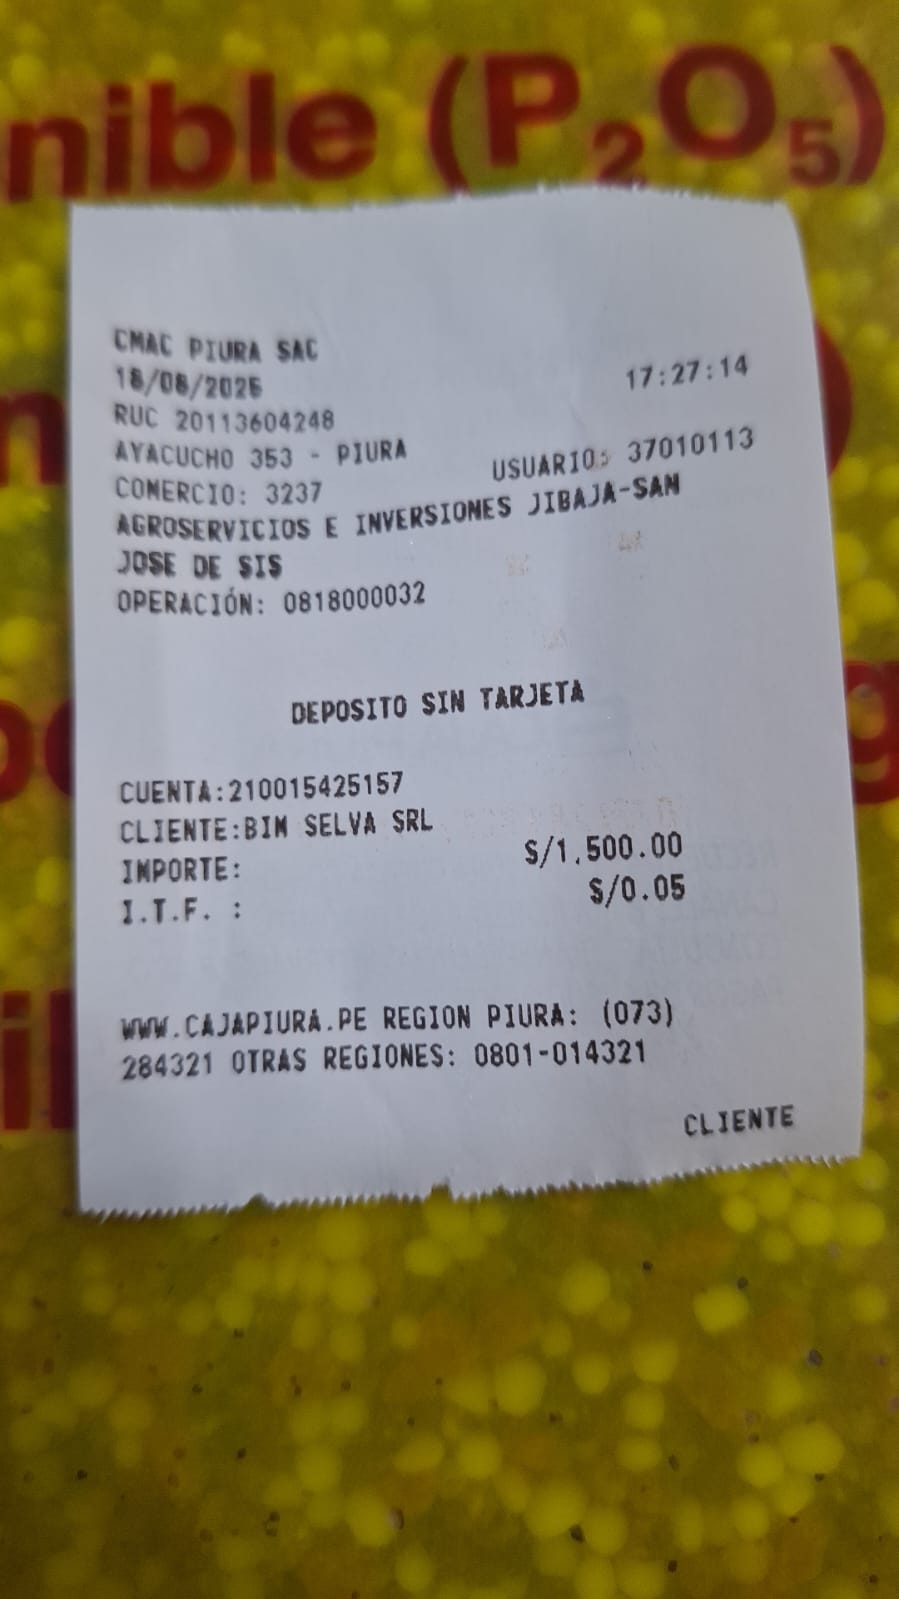 nible (P₂O₅)
CMAC PIURA SAC
18/08/2025 17:27:14
RUC 20113604248
AYACUCHO 353 - PIURA
COMERCIO: 3237 USUARIO: 37010113
AGROSERVICIOS E INVERSIONES JIBAJA-SAN
JOSE DE SIS
OPERACIÓN: 0818000032
DEPOSITO SIN TARJETA
CUENTA:210015425157
CLIENTE:BIM SELVA SRL
IMPORTE: S/1,500.00
I.T.F. : S/0.05
WWW.CAJAPIURA.PE REGION PIURA: (073)
284321 OTRAS REGIONES: 0801-014321
CLIENTE